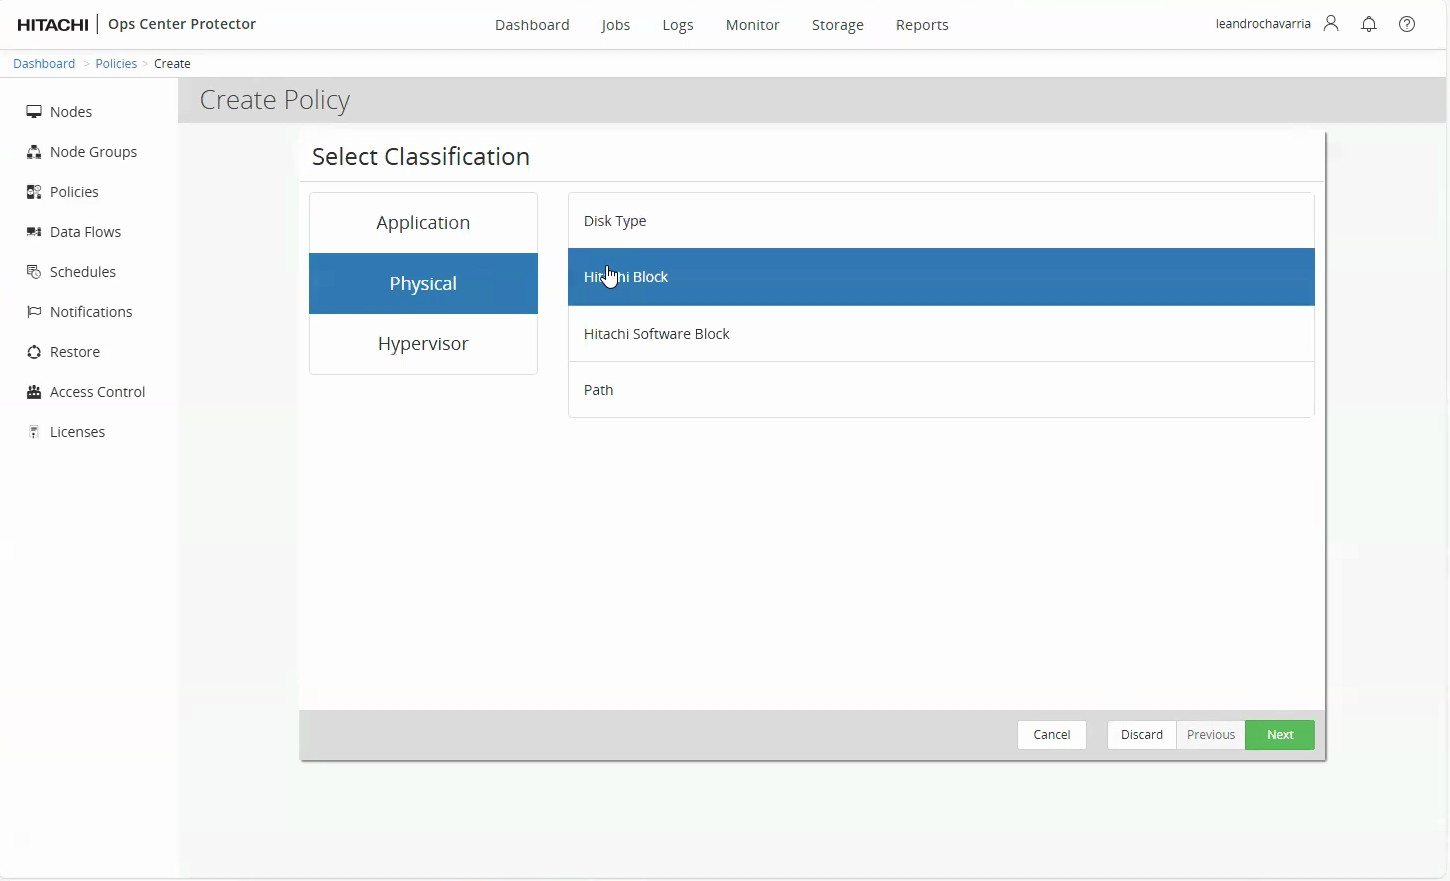 HITACHI | Ops Center Protector Dashboard Jobs Logs Monitor Storage Reports leandrochavarria
Dashboard > Policies > Create
Create Policy
Nodes
Node Groups
Policies
Data Flows
Schedules
Notifications
Restore
Access Control
Licenses
Select Classification
Application
Physical
Hypervisor
Disk Type
Hitachi Block
Hitachi Software Block
Path
Cancel Discard Previous Next